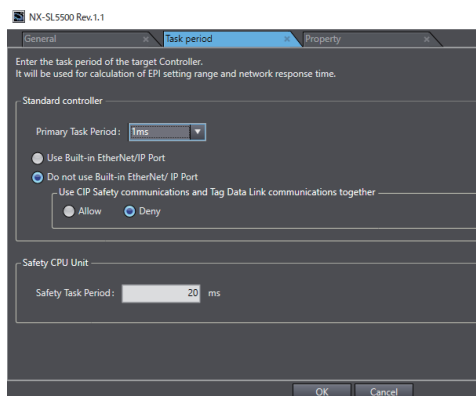 NX-SL5500 Rev.1.1
General
Task period
Property
Enter the task period of the target Controller.
It will be used for calculation of EPI setting range and network response time.
Standard controller
Primary Task Period : 1ms
Use Built-in EtherNet/IP Port
Do not use Built-in EtherNet/ IP Port
Use CIP Safety communications and Tag Data Link communications together
Allow
Deny
Safety CPU Unit
Safety Task Period : 20 ms
OK
Cancel